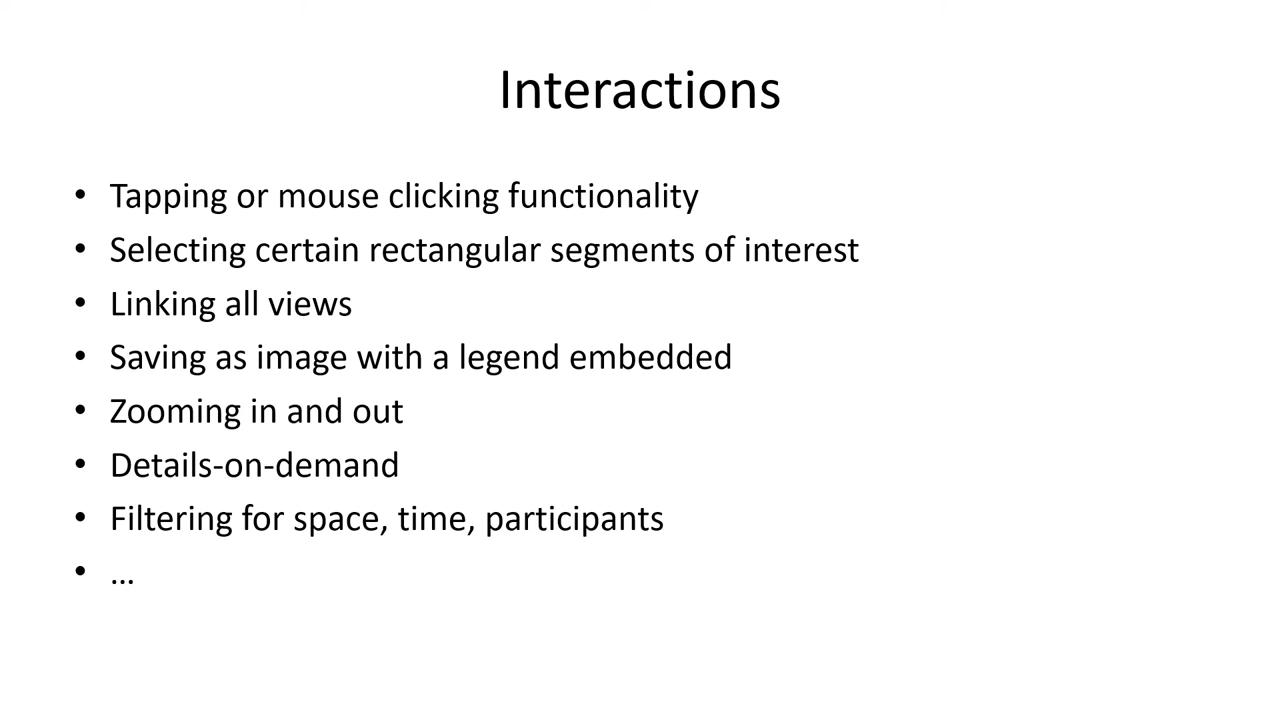 Interactions
• Tapping or mouse clicking functionality
• Selecting certain rectangular segments of interest
• Linking all views
• Saving as image with a legend embedded
• Zooming in and out
• Details-on-demand
• Filtering for space, time, participants
• …